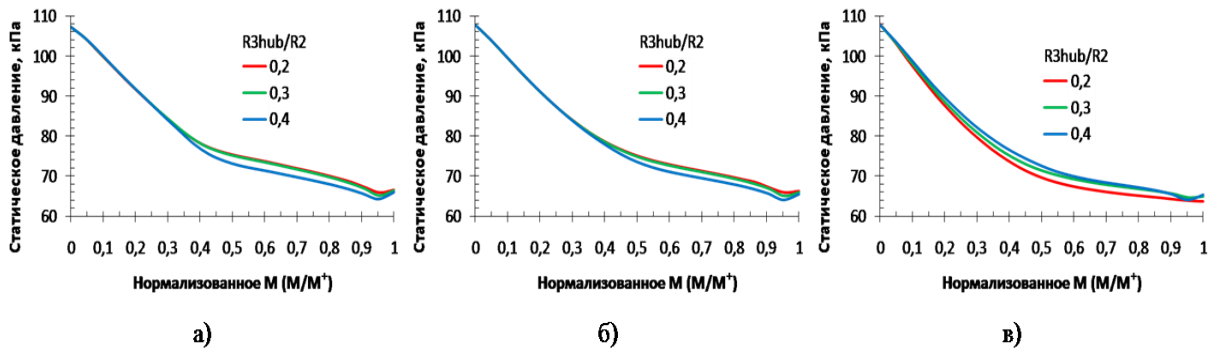 110
100
90
80
70
60
Статическое давление, кПа
R3hub/R2
0,2
0,3
0,4
0 0,1 0,2 0,3 0,4 0,5 0,6 0,7 0,8 0,9 1
Нормализованное М (М/М⁺)
а)
110
100
90
80
70
60
Статическое давление, кПа
R3hub/R2
0,2
0,3
0,4
0 0,1 0,2 0,3 0,4 0,5 0,6 0,7 0,8 0,9 1
Нормализованное М (М/М⁺)
б)
110
100
90
80
70
60
Статическое давление, кПа
R3hub/R2
0,2
0,3
0,4
0 0,1 0,2 0,3 0,4 0,5 0,6 0,7 0,8 0,9 1
Нормализованное М (М/М⁺)
в)